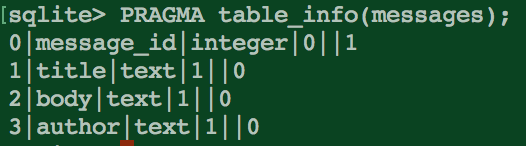 [sqlite> PRAGMA table_info(messages);
0|message_id|integer|0||1
1|title|text|1||0
2|body|text|1||0
3|author|text|1||0